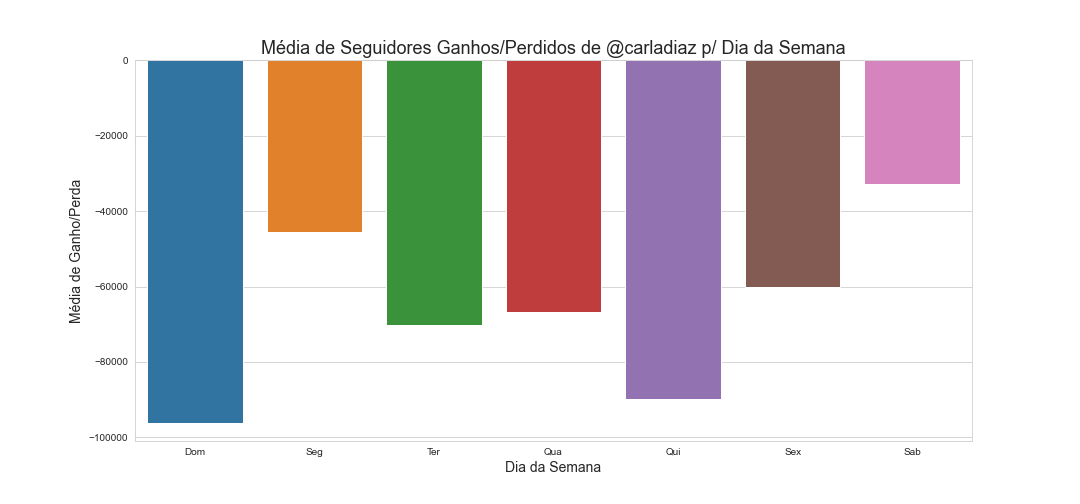 Média de Seguidores Ganhos/Perdidos de @carladiaz p/ Dia da Semana
0
−20000
−40000
−60000
−80000
−100000
Média de Ganho/Perda
Dom Seg Ter Qua Qui Sex Sab
Dia da Semana